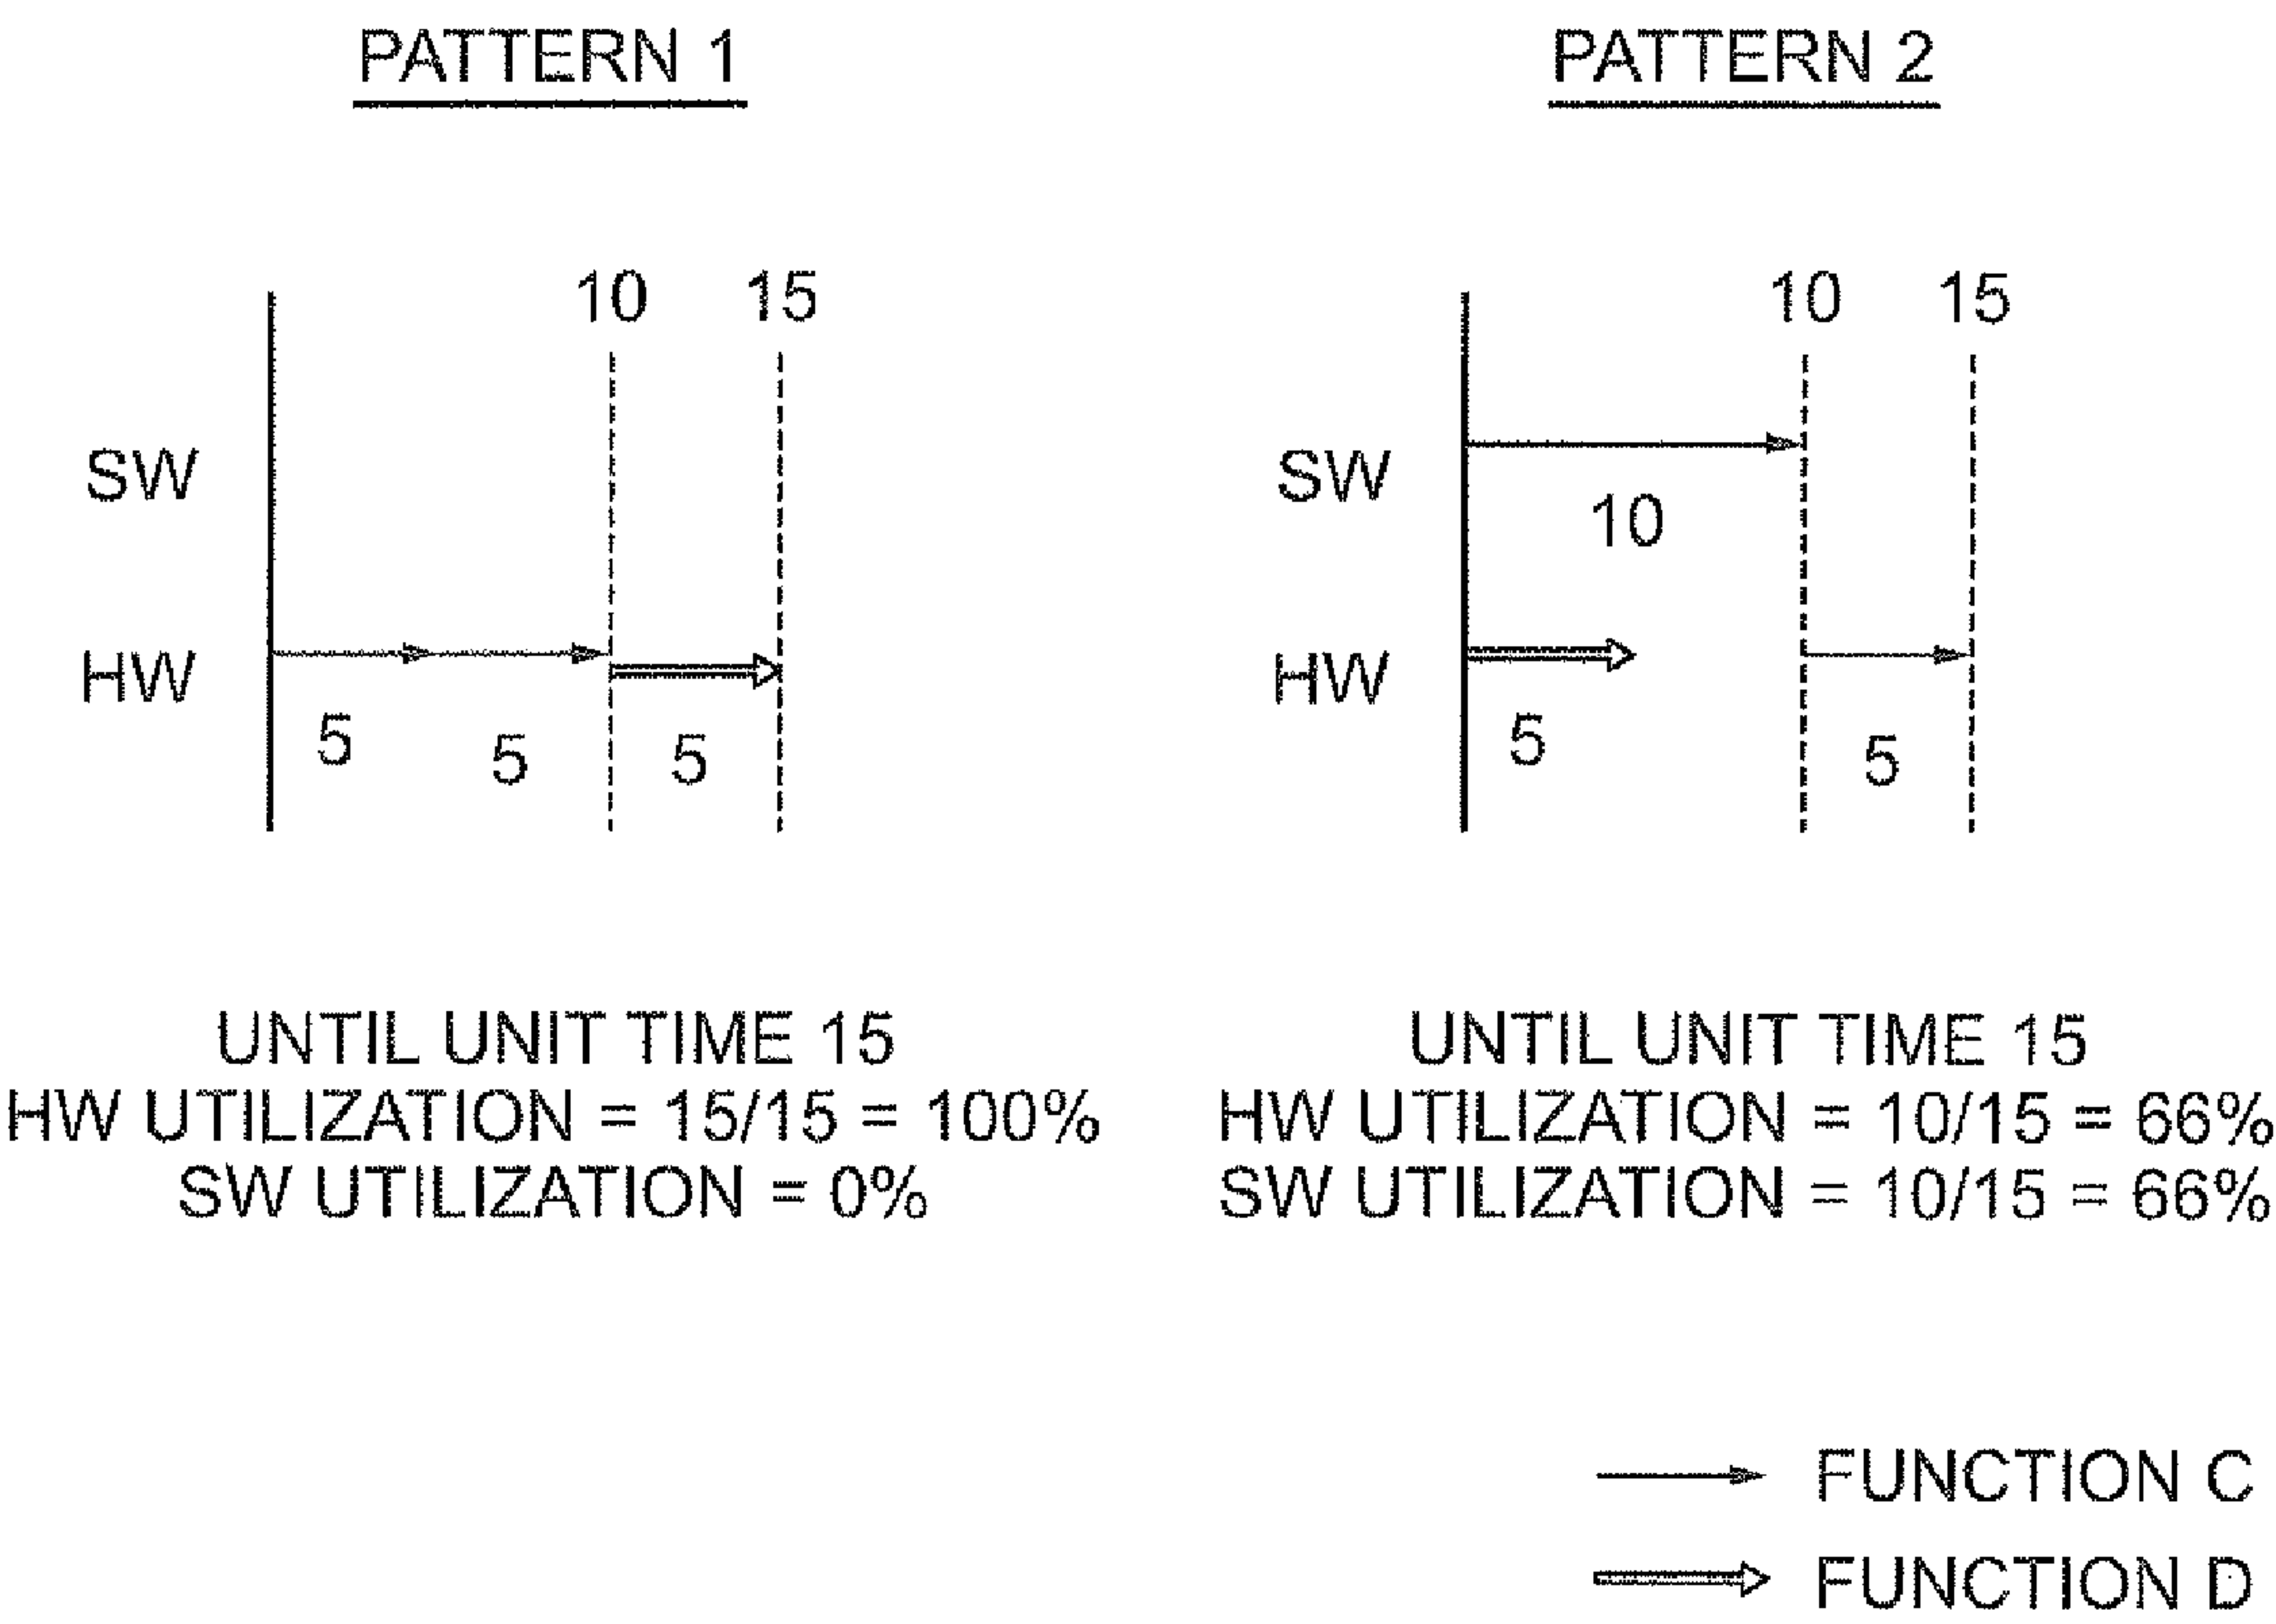 PATTERN 1
10 15
SW
HW
5 5 5
UNTIL UNIT TIME 15
HW UTILIZATION = 15/15 = 100%
SW UTILIZATION = 0%
PATTERN 2
10 15
SW
10
HW
5 5
UNTIL UNIT TIME 15
HW UTILIZATION = 10/15 = 66%
SW UTILIZATION = 10/15 = 66%
FUNCTION C
FUNCTION D